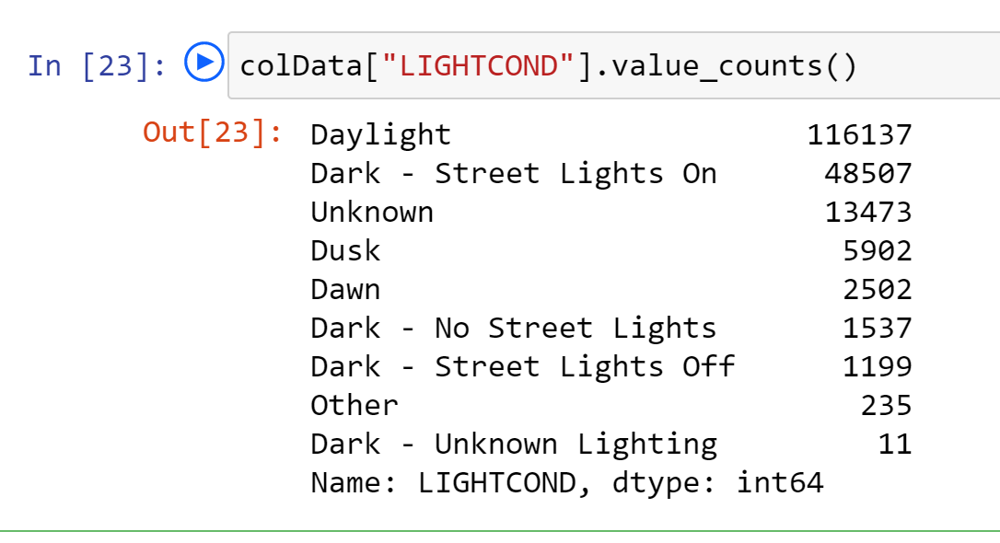 In [23]: colData["LIGHTCOND"].value_counts()
Out[23]: Daylight 116137
Dark - Street Lights On 48507
Unknown 13473
Dusk 5902
Dawn 2502
Dark - No Street Lights 1537
Dark - Street Lights Off 1199
Other 235
Dark - Unknown Lighting 11
Name: LIGHTCOND, dtype: int64